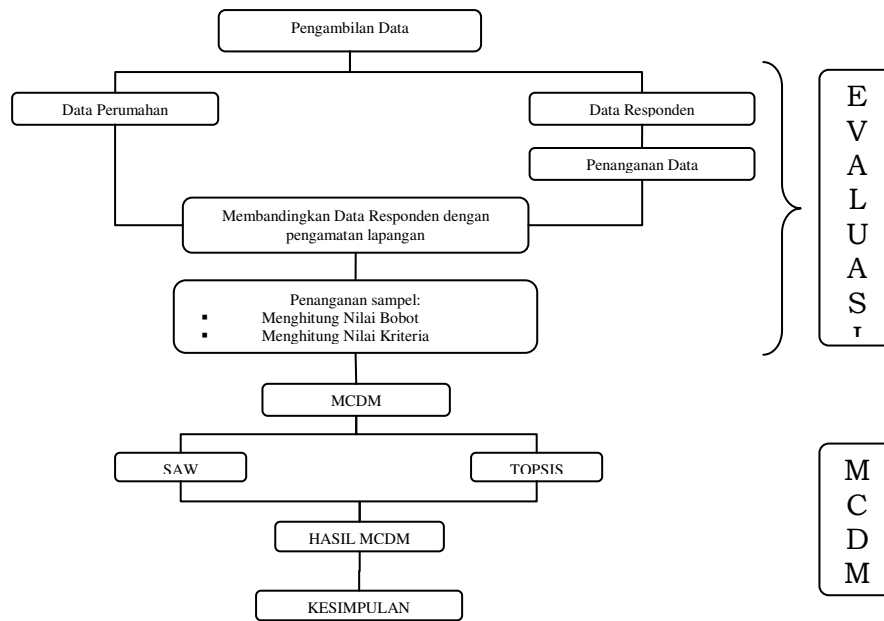 Pengambilan Data
Data Perumahan
Data Responden
Penanganan Data
Membandingkan Data Responden dengan
pengamatan lapangan
Penanganan sampel:
▪ Menghitung Nilai Bobot
▪ Menghitung Nilai Kriteria
MCDM
SAW
TOPSIS
HASIL MCDM
KESIMPULAN
E
V
A
L
U
A
S
I
M
C
D
M